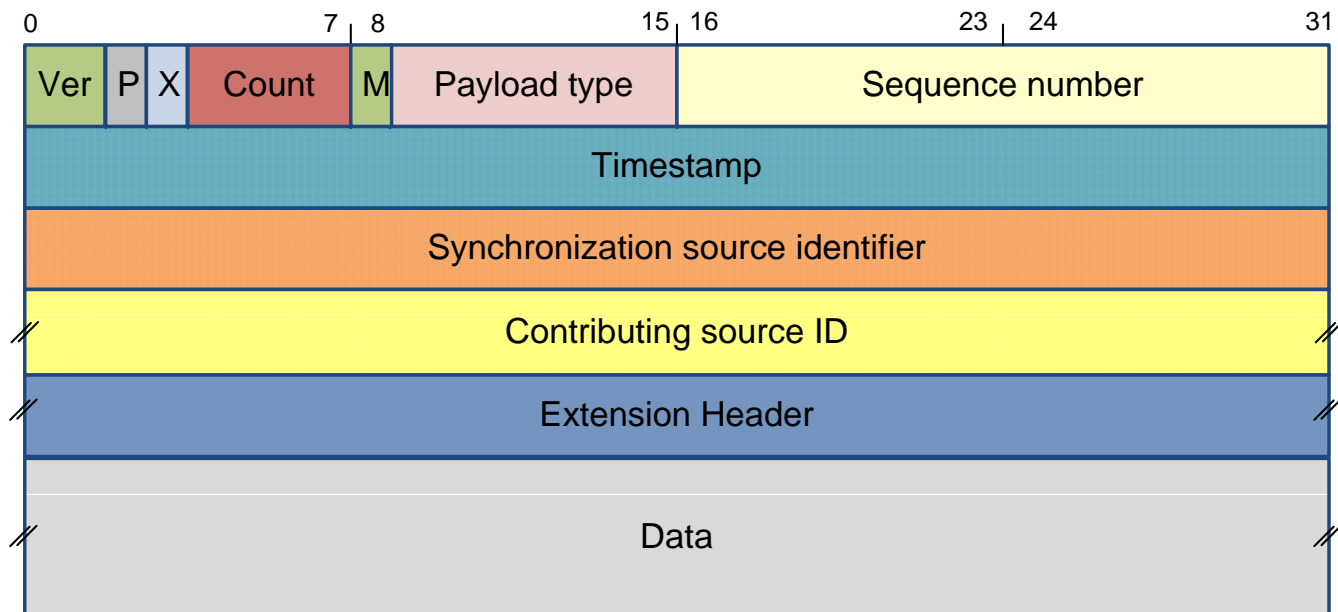 0 7 8 15 16 23 24 31
Ver P X Count M Payload type Sequence number
Timestamp
Synchronization source identifier
Contributing source ID
Extension Header
Data